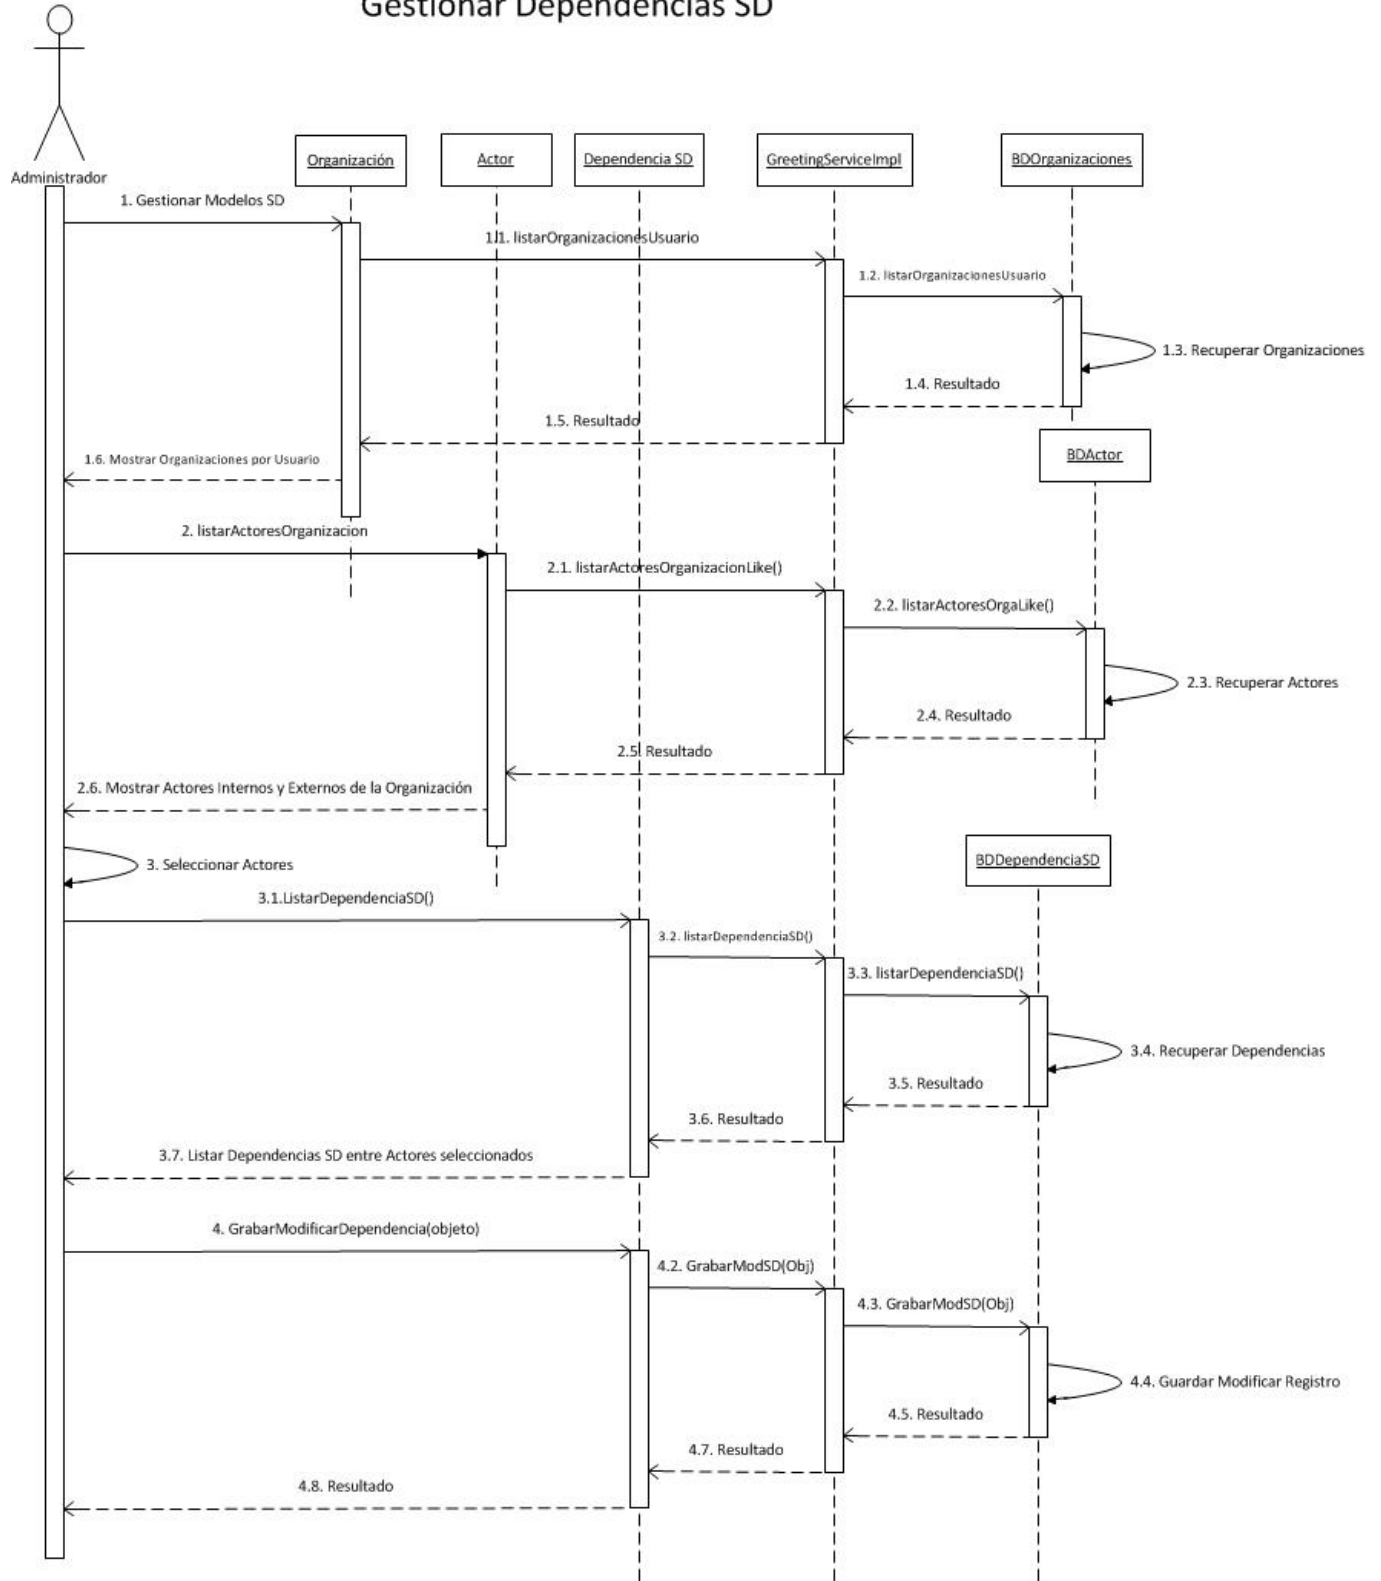 Gestionar Dependencias SD
Administrador
Organización
Actor
Dependencia SD
GreetingServiceImpl
BDOrganizaciones
1. Gestionar Modelos SD
1.1. listarOrganizacionesUsuario
1.2. listarOrganizacionesUsuario
1.3. Recuperar Organizaciones
1.4. Resultado
1.5. Resultado
1.6. Mostrar Organizaciones por Usuario
BDActor
2. listarActoresOrganizacion
2.1. listarActoresOrganizacionLike()
2.2. listarActoresOrgaLike()
2.3. Recuperar Actores
2.4. Resultado
2.5. Resultado
2.6. Mostrar Actores Internos y Externos de la Organización
3. Seleccionar Actores
BDDependenciaSD
3.1.ListarDependenciaSD()
3.2. listarDependenciaSD()
3.3. listarDependenciaSD()
3.4. Recuperar Dependencias
3.5. Resultado
3.6. Resultado
3.7. Listar Dependencias SD entre Actores seleccionados
4. GrabarModificarDependencia(objeto)
4.2. GrabarModSD(Obj)
4.3. GrabarModSD(Obj)
4.4. Guardar Modificar Registro
4.5. Resultado
4.7. Resultado
4.8. Resultado